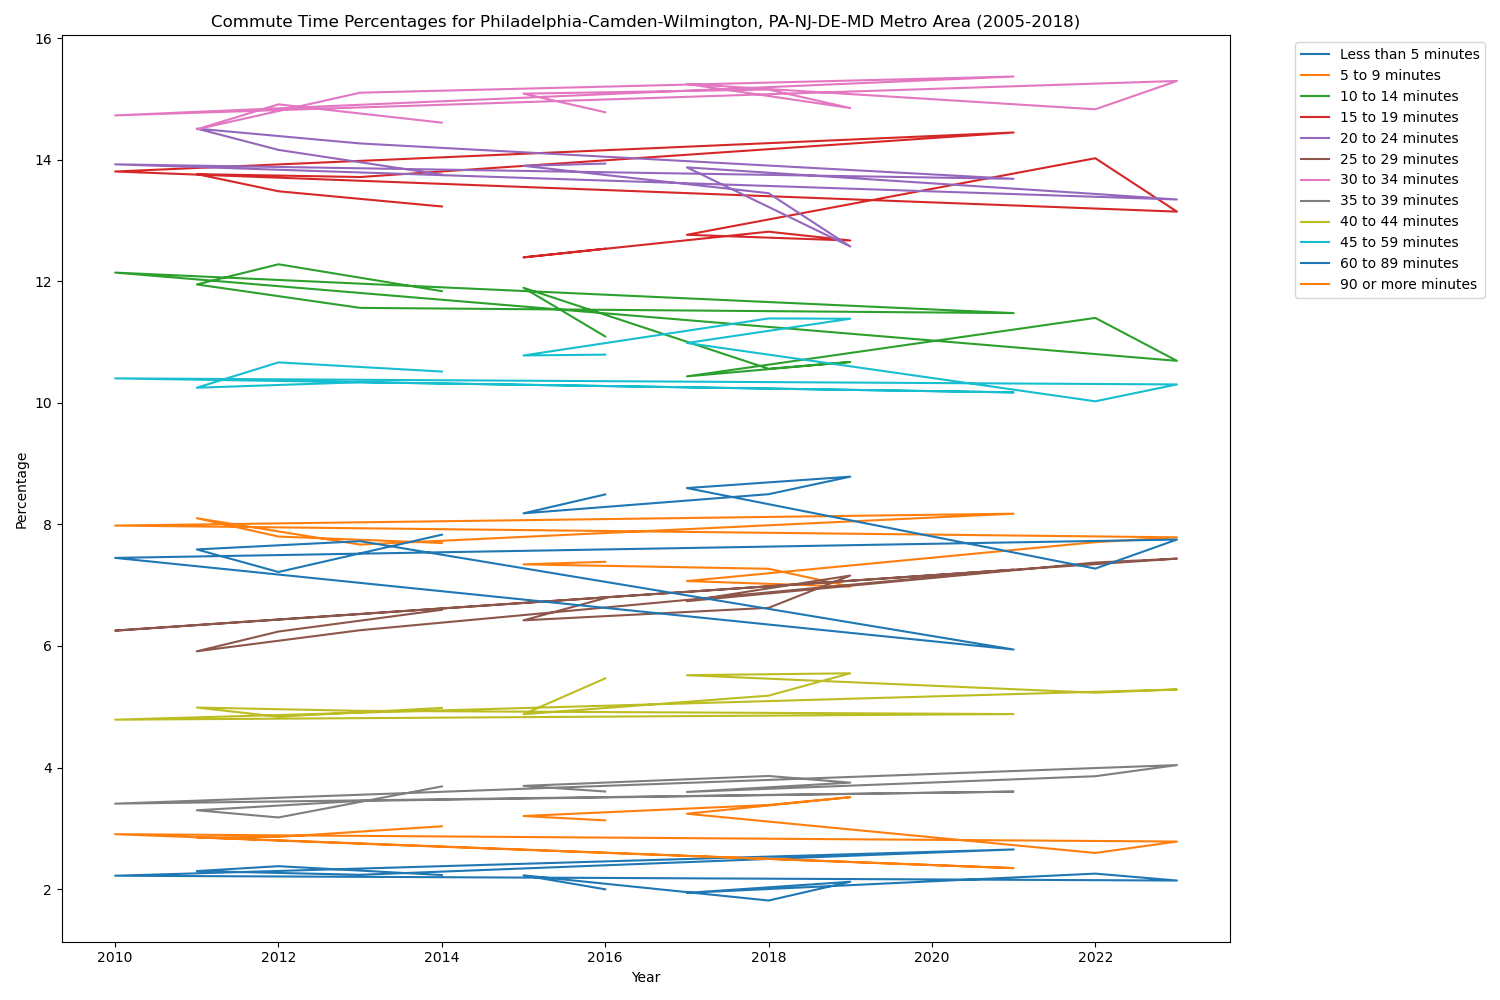 Commute Time Percentages for Philadelphia-Camden-Wilmington, PA-NJ-DE-MD Metro Area (2005-2018)
16
14
12
10
8
6
4
2
Percentage
2010 2012 2014 2016 2018 2020 2022
Year
Less than 5 minutes
5 to 9 minutes
10 to 14 minutes
15 to 19 minutes
20 to 24 minutes
25 to 29 minutes
30 to 34 minutes
35 to 39 minutes
40 to 44 minutes
45 to 59 minutes
60 to 89 minutes
90 or more minutes